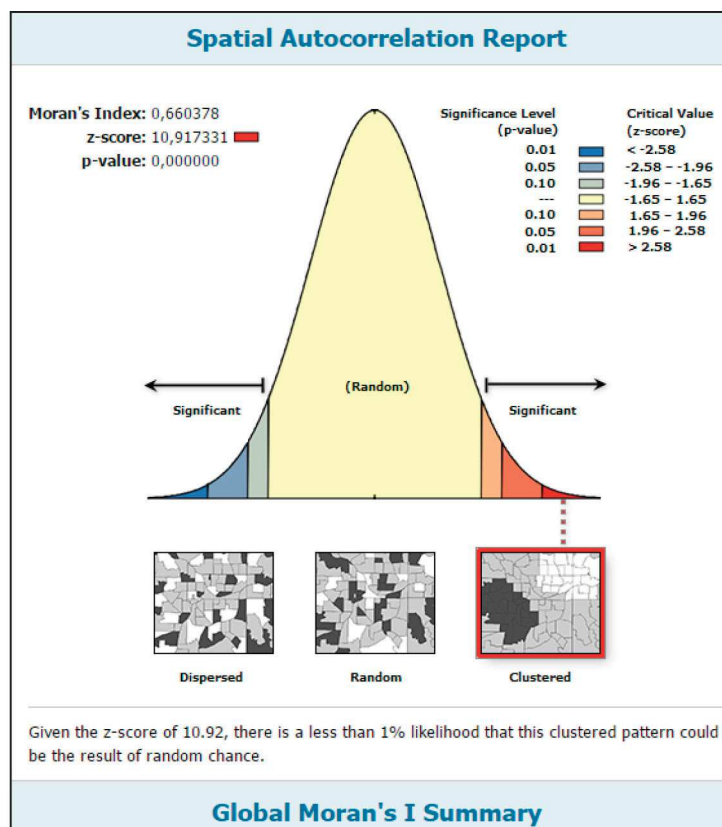 Spatial Autocorrelation Report
Moran's Index: 0,660378
z-score: 10,917331
p-value: 0,000000
Significance Level
(p-value)
Critical Value
(z-score)
0.01 < -2.58
0.05 -2.58 – -1.96
0.10 -1.96 – -1.65
--- -1.65 – 1.65
0.10 1.65 – 1.96
0.05 1.96 – 2.58
0.01 > 2.58
(Random)
Significant Significant
Dispersed Random Clustered
Given the z-score of 10.92, there is a less than 1% likelihood that this clustered pattern could
be the result of random chance.
Global Moran's I Summary